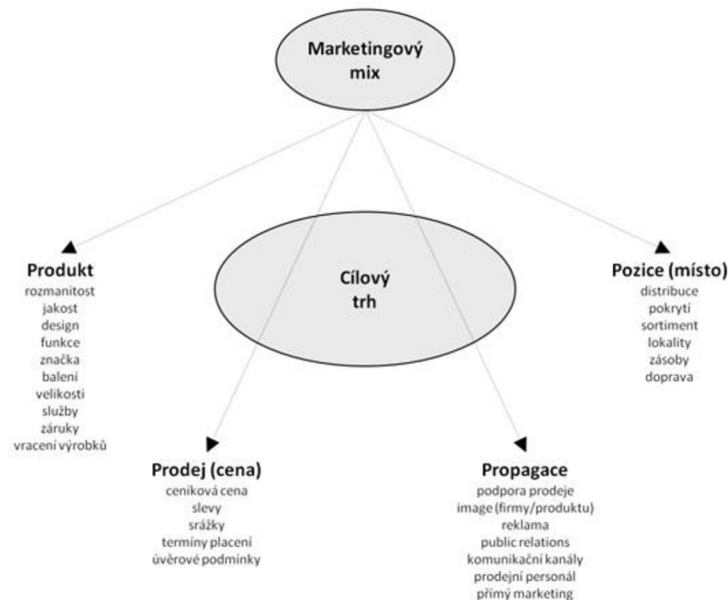 Marketingový
mix
Cílový
trh
Produkt
rozmanitost
jakost
design
funkce
značka
balení
velikosti
služby
záruky
vracení výrobků
Prodej (cena)
ceníková cena
slevy
srážky
termíny placení
úvěrové podmínky
Propagace
podpora prodeje
image (firmy/produktu)
reklama
public relations
komunikační kanály
prodejní personál
přímý marketing
Pozice (místo)
distribuce
pokrytí
sortiment
lokality
zásoby
doprava